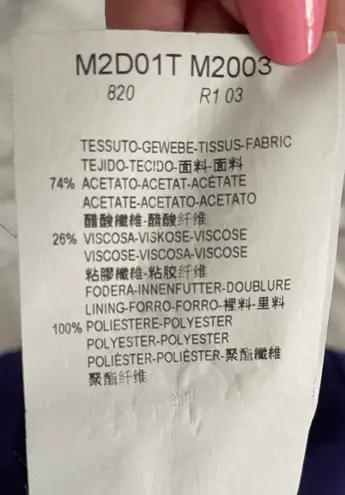 M2D01T M2003
820 R1 03
TESSUTO-GEWEBE-TISSUS-FABRIC
TEJIDO-TECIDO-面料-面料
74% ACETATO-ACETAT-ACÉTATE
ACETATE-ACETATO-ACETATO
醋酸纖維-醋酸纤维
26% VISCOSA-VISKOSE-VISCOSE
VISCOSE-VISCOSA-VISCOSE
粘膠纖維-粘胶纤维
FODERA-INNENFUTTER-DOUBLURE
LINING-FORRO-FORRO-裡料-里料
100% POLIESTERE-POLYESTER
POLYESTER-POLYESTER
POLIÉSTER-POLIÈSTER-聚酯纖維
聚酯纤维